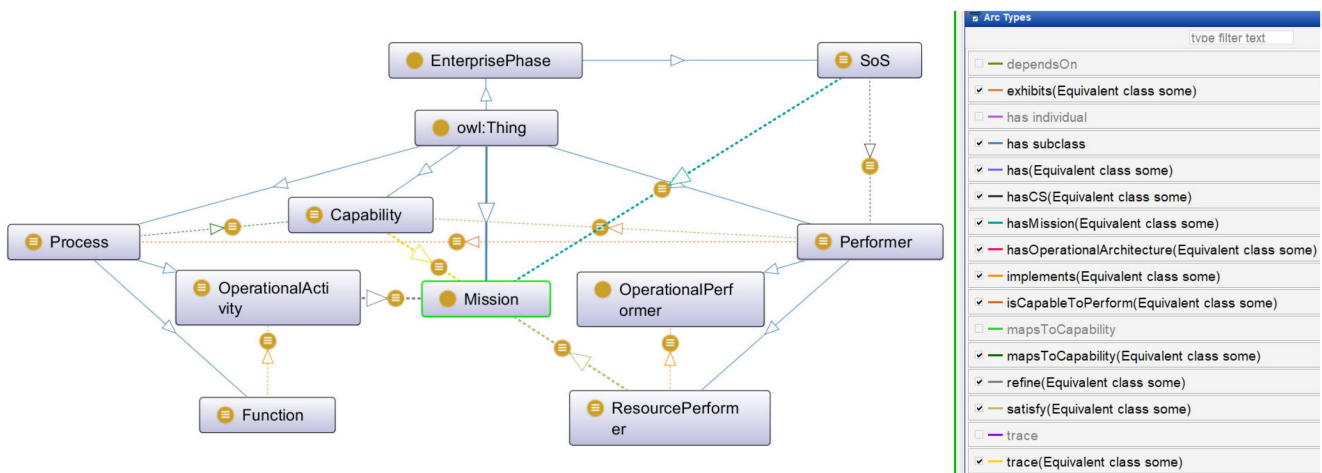 EnterprisePhase
SoS
owl:Thing
Capability
Process
Performer
OperationalActi
vity
Mission
OperationalPerf
ormer
Function
ResourcePerform
er
Arc Types
type filter text
dependsOn
exhibits(Equivalent class some)
has individual
has subclass
has(Equivalent class some)
hasCS(Equivalent class some)
hasMission(Equivalent class some)
hasOperationalArchitecture(Equivalent class some)
implements(Equivalent class some)
isCapableToPerform(Equivalent class some)
mapsToCapability
mapsToCapability(Equivalent class some)
refine(Equivalent class some)
satisfy(Equivalent class some)
trace
trace(Equivalent class some)